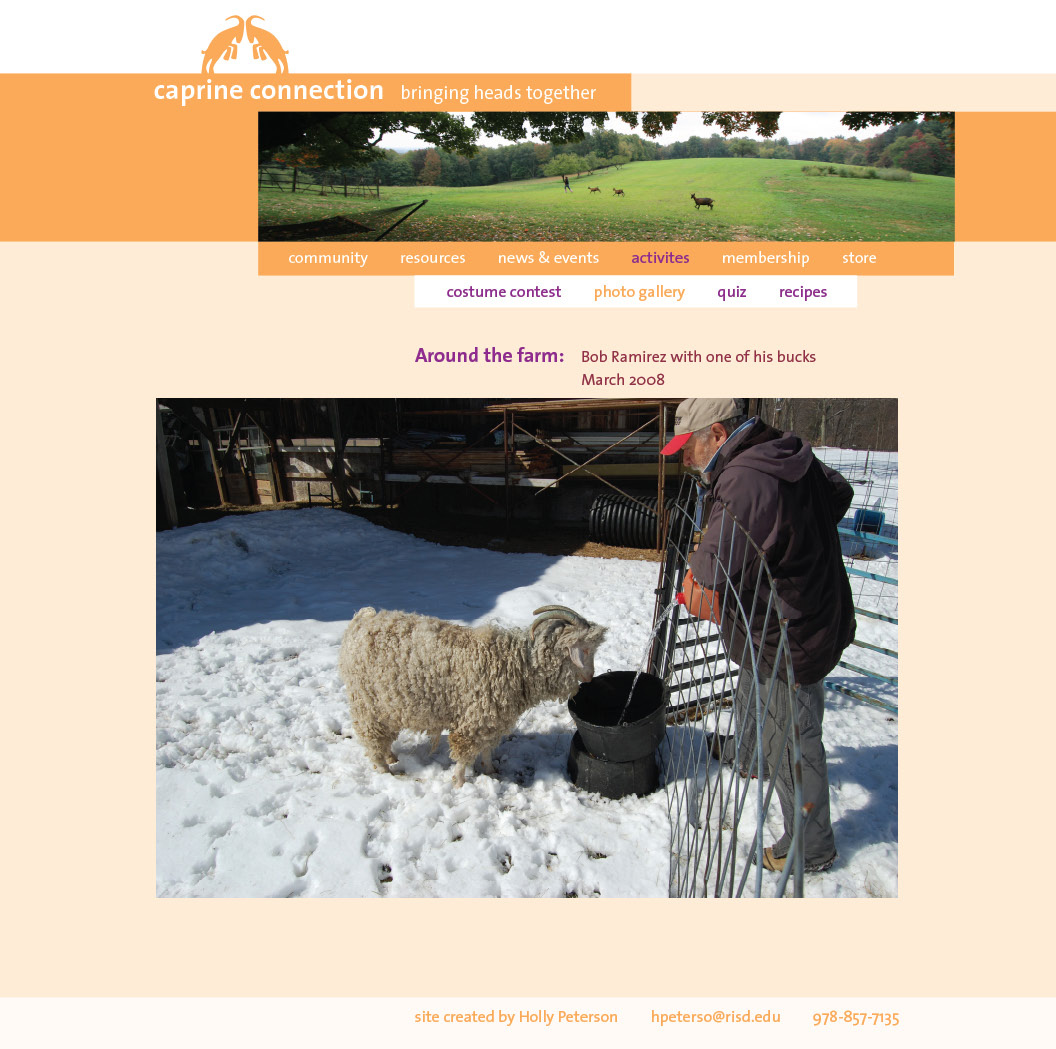 caprine connection bringing heads together
community resources news & events activites membership store
costume contest photo gallery quiz recipes
Around the farm: Bob Ramirez with one of his bucks
March 2008
site created by Holly Peterson hpeterso@risd.edu 978-857-7135